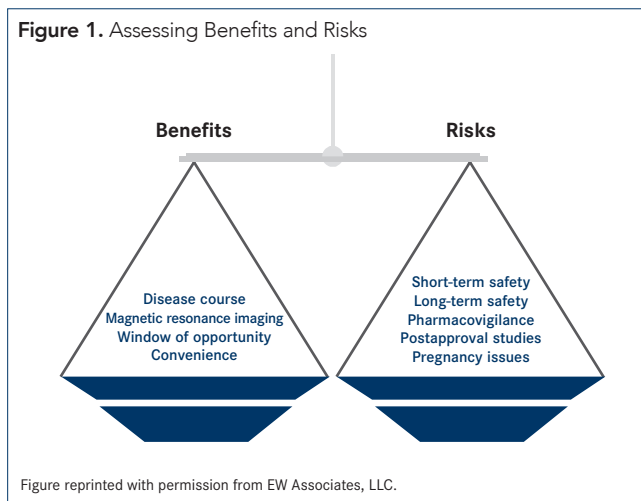 Figure 1. Assessing Benefits and Risks
Benefits
Risks
Disease course
Magnetic resonance imaging
Window of opportunity
Convenience
Short-term safety
Long-term safety
Pharmacovigilance
Postapproval studies
Pregnancy issues
Figure reprinted with permission from EW Associates, LLC.